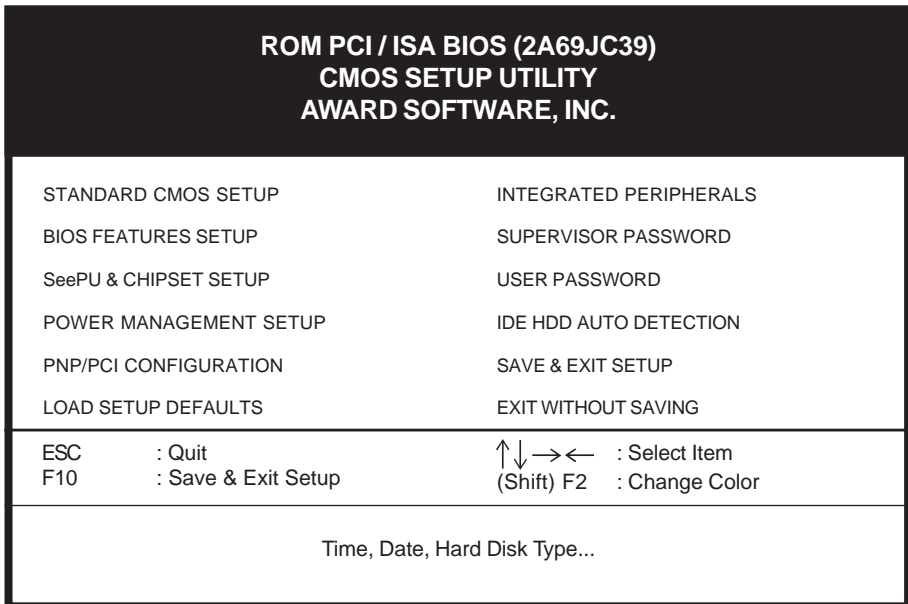 ROM PCI / ISA BIOS (2A69JC39)
CMOS SETUP UTILITY
AWARD SOFTWARE, INC.
STANDARD CMOS SETUP
BIOS FEATURES SETUP
SeePU & CHIPSET SETUP
POWER MANAGEMENT SETUP
PNP/PCI CONFIGURATION
LOAD SETUP DEFAULTS
INTEGRATED PERIPHERALS
SUPERVISOR PASSWORD
USER PASSWORD
IDE HDD AUTO DETECTION
SAVE & EXIT SETUP
EXIT WITHOUT SAVING
ESC : Quit
F10 : Save & Exit Setup
↑↓→← : Select Item
(Shift) F2 : Change Color
Time, Date, Hard Disk Type...